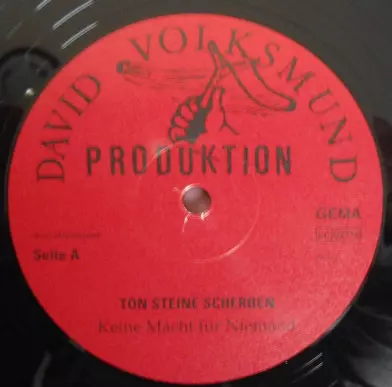 DAVID VOLKSMUND
PRODUKTION
GEMA
Seite A
TON STEINE SCHERBEN
Keine Macht für Niemand